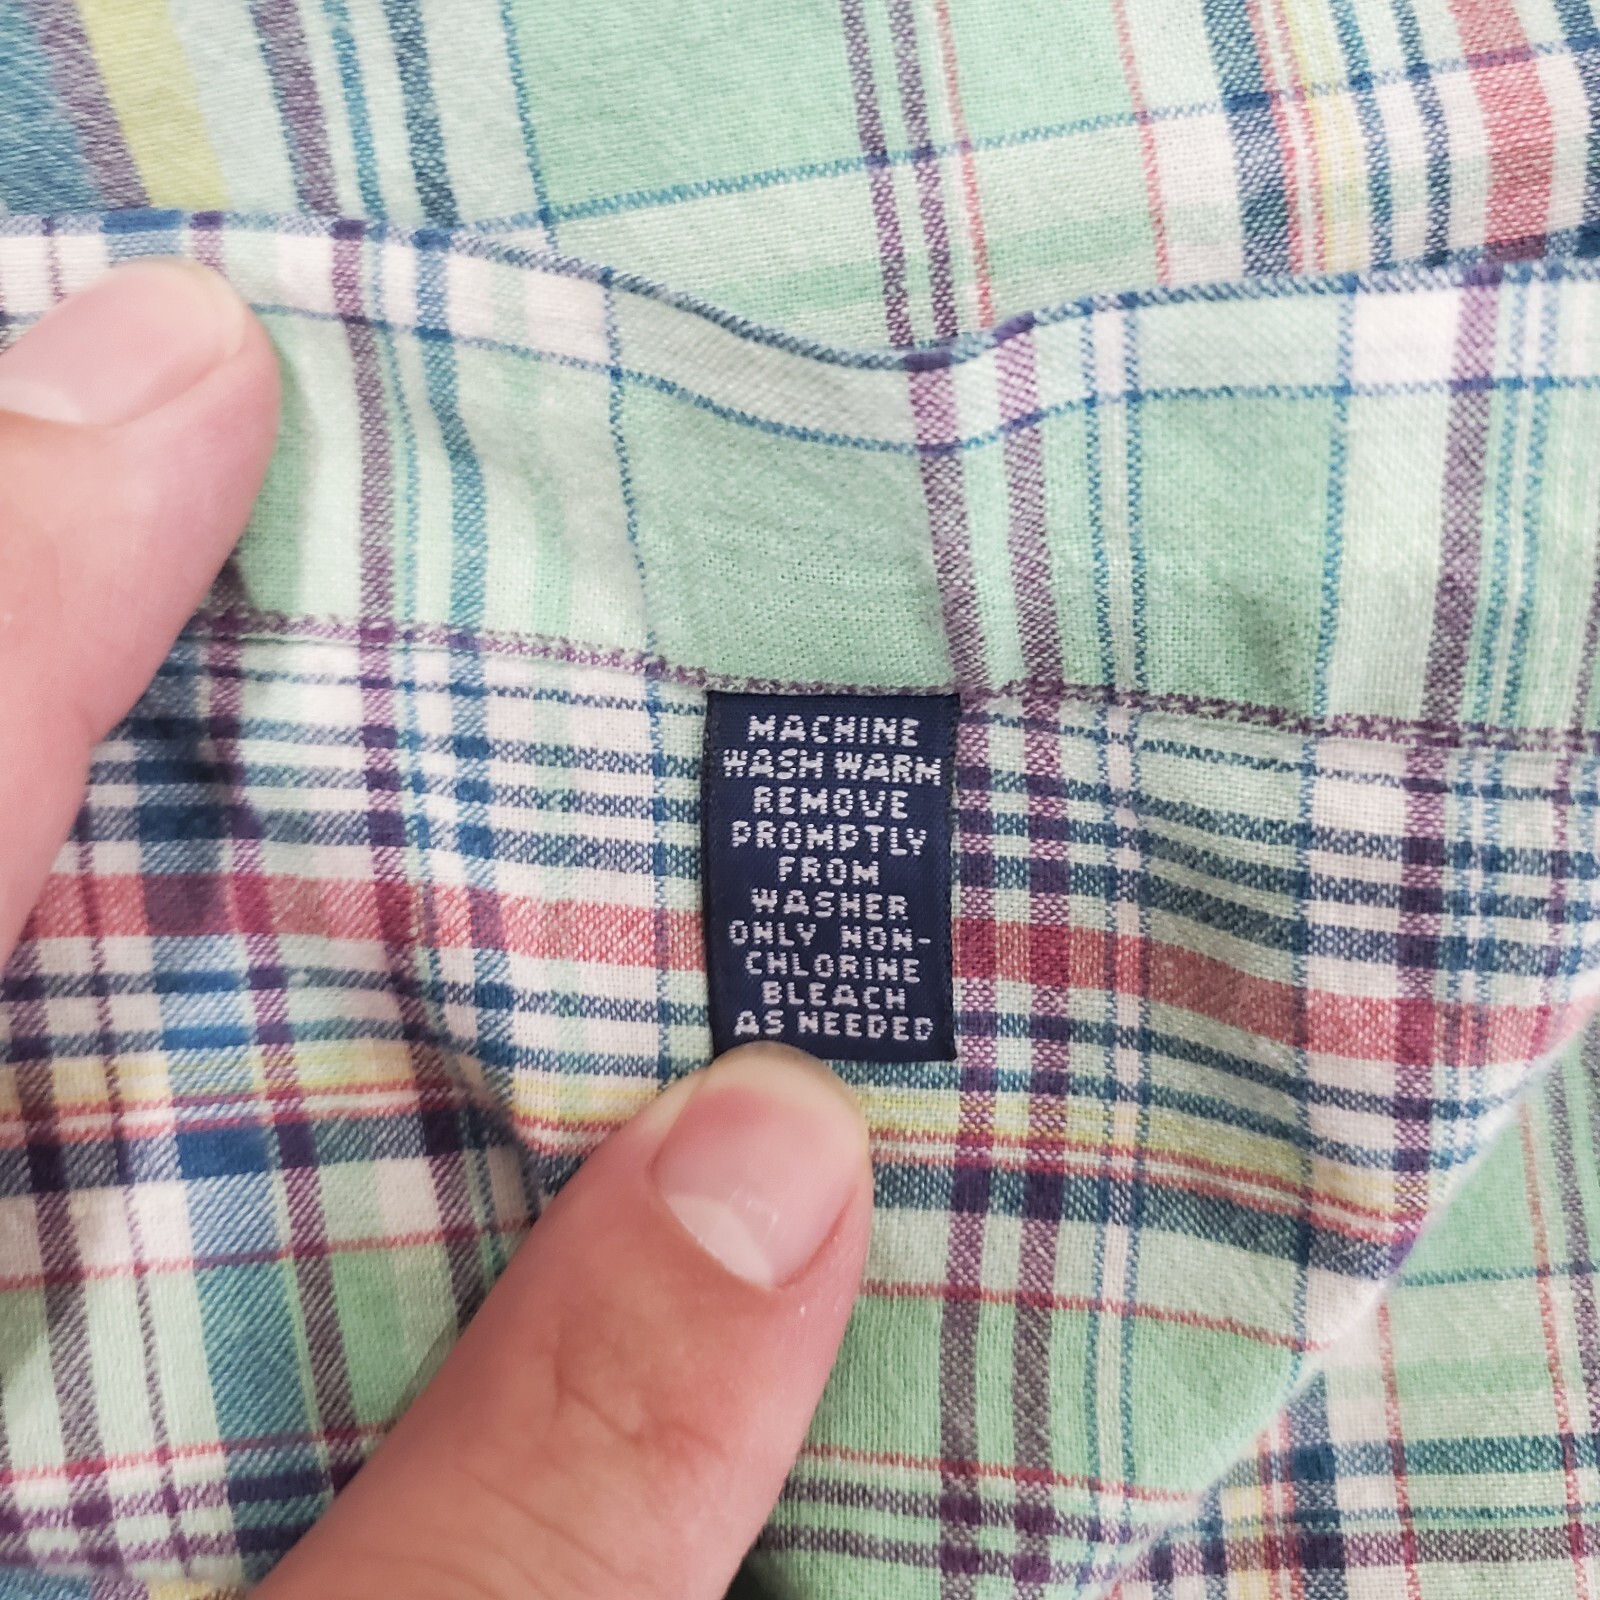 MACHINE
WASH WARM
REMOVE
PROMPTLY
FROM
WASHER
ONLY NON-
CHLORINE
BLEACH
AS NEEDED